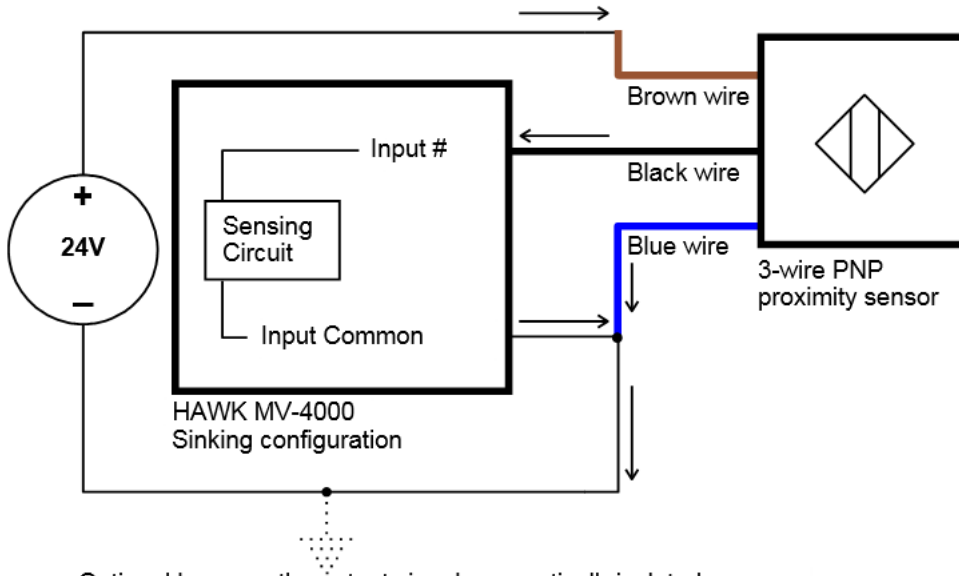 Brown wire
Input #
Black wire
+
24V
−
Sensing
Circuit
Blue wire
3-wire PNP
proximity sensor
Input Common
HAWK MV-4000
Sinking configuration